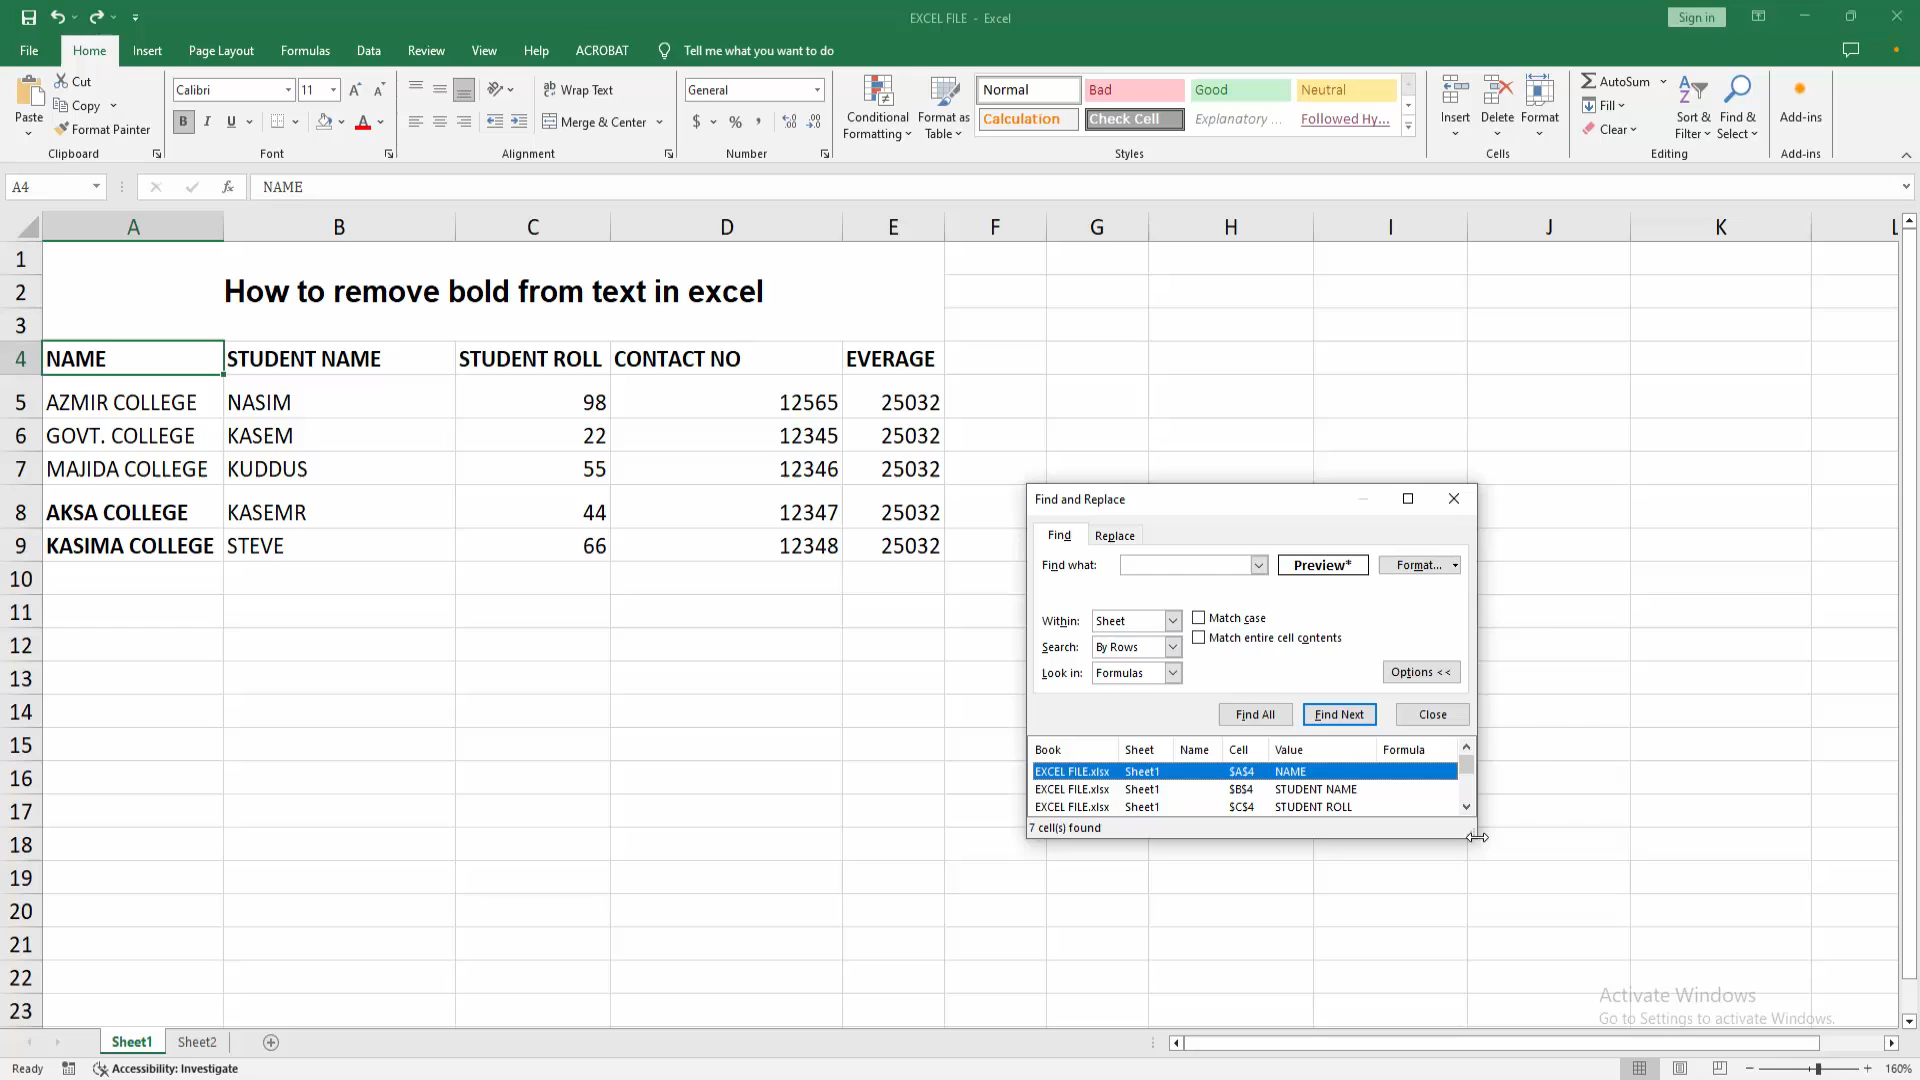 EXCEL FILE - Excel
Sign in
File Home Insert Page Layout Formulas Data Review View Help ACROBAT Tell me what you want to do
Paste
Cut
Copy
Format Painter
Clipboard
Calibri 11
B I U
Font
Wrap Text
Merge & Center
Alignment
General
$ % ,
Number
Conditional Formatting
Format as Table
Normal Bad Good Neutral
Calculation Check Cell Explanatory ... Followed Hy...
Styles
Insert Delete Format
Cells
AutoSum
Fill
Clear
Sort & Filter
Find & Select
Editing
Add-ins
Add-ins
A4 fx NAME
A B C D E F G H I J K L
1
2 How to remove bold from text in excel
3
4 NAME STUDENT NAME STUDENT ROLL CONTACT NO EVERAGE
5 AZMIR COLLEGE NASIM 98 12565 25032
6 GOVT. COLLEGE KASEM 22 12345 25032
7 MAJIDA COLLEGE KUDDUS 55 12346 25032
8 AKSA COLLEGE KASEMR 44 12347 25032
9 KASIMA COLLEGE STEVE 66 12348 25032
10
11
12
13
14
15
16
17
18
19
20
21
22
23
Find and Replace
Find Replace
Find what: Preview* Format...
Within: Sheet Match case
Match entire cell contents
Search: By Rows
Look in: Formulas Options <<
Find All Find Next Close
Book Sheet Name Cell Value Formula
EXCEL FILE.xlsx Sheet1 $A$4 NAME
EXCEL FILE.xlsx Sheet1 $B$4 STUDENT NAME
EXCEL FILE.xlsx Sheet1 $C$4 STUDENT ROLL
7 cell(s) found
Activate Windows
Go to Settings to activate Windows.
Sheet1 Sheet2
Ready Accessibility: Investigate 160%